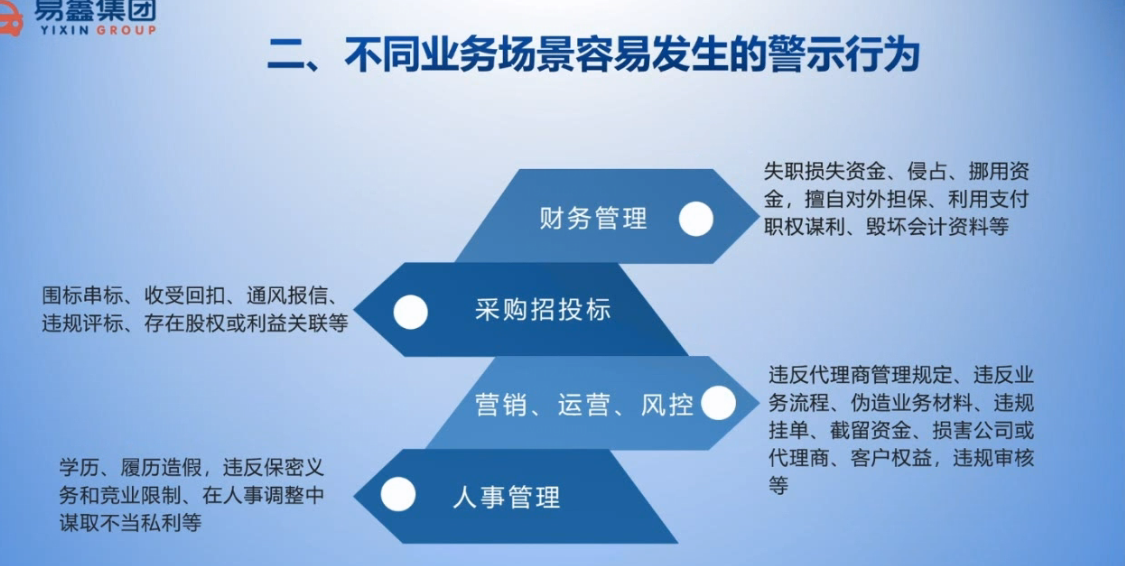 易鑫集团
YIXIN GROUP
二、不同业务场景容易发生的警示行为
财务管理
失职损失资金、侵占、挪用资
金，擅自对外担保、利用支付
职权谋利、毁坏会计资料等
采购招投标
围标串标、收受回扣、通风报信、
违规评标、存在股权或利益关联等
营销、运营、风控
违反代理商管理规定、违反业
务流程、伪造业务材料、违规
挂单、截留资金、损害公司或
代理商、客户权益，违规审核
等
人事管理
学历、履历造假，违反保密义
务和竞业限制、在人事调整中
谋取不当私利等